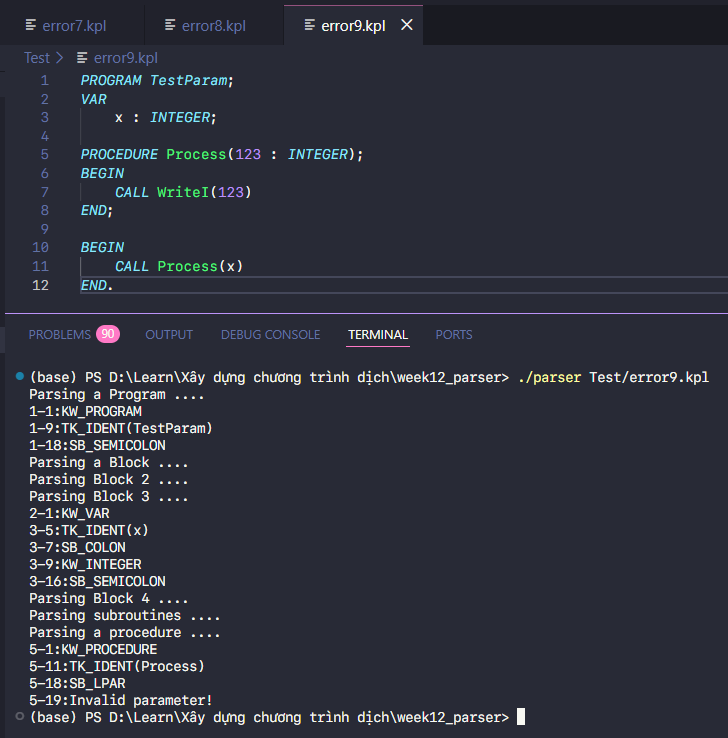 error7.kpl error8.kpl error9.kpl
Test > error9.kpl
1 PROGRAM TestParam;
2 VAR
3 x : INTEGER;
4
5 PROCEDURE Process(123 : INTEGER);
6 BEGIN
7 CALL WriteI(123)
8 END;
9
10 BEGIN
11 CALL Process(x)
12 END.
PROBLEMS 90 OUTPUT DEBUG CONSOLE TERMINAL PORTS
(base) PS D:\Learn\Xây dựng chương trình dịch\week12_parser> ./parser Test/error9.kpl
Parsing a Program ....
1-1:KW_PROGRAM
1-9:TK_IDENT(TestParam)
1-18:SB_SEMICOLON
Parsing a Block ....
Parsing Block 2 ....
Parsing Block 3 ....
2-1:KW_VAR
3-5:TK_IDENT(x)
3-7:SB_COLON
3-9:KW_INTEGER
3-16:SB_SEMICOLON
Parsing Block 4 ....
Parsing subroutines ....
Parsing a procedure ....
5-1:KW_PROCEDURE
5-11:TK_IDENT(Process)
5-18:SB_LPAR
5-19:Invalid parameter!
(base) PS D:\Learn\Xây dựng chương trình dịch\week12_parser>